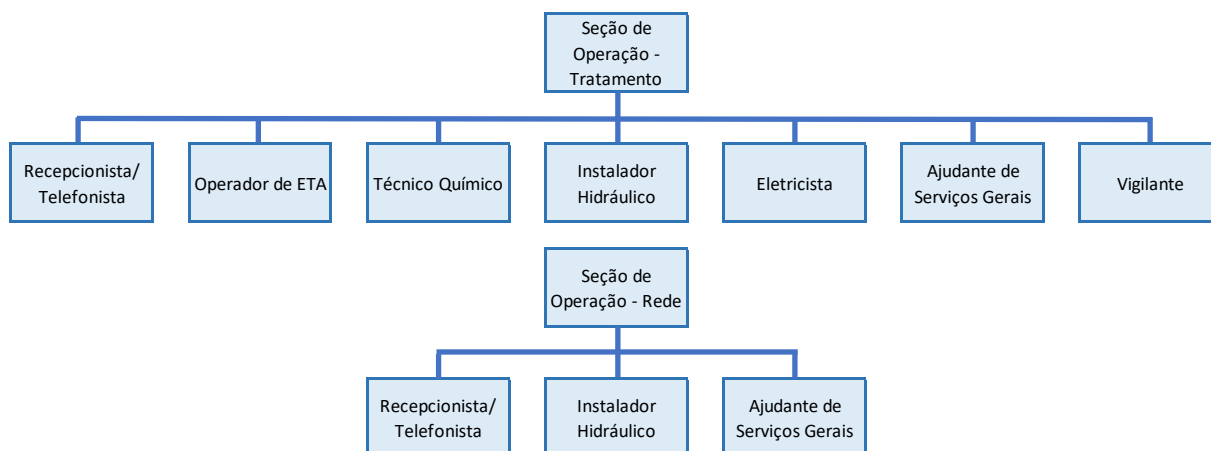 Seção de
Operação -
Tratamento
Recepcionista/
Telefonista
Operador de ETA
Técnico Químico
Instalador
Hidráulico
Eletricista
Ajudante de
Serviços Gerais
Vigilante
Seção de
Operação - Rede
Recepcionista/
Telefonista
Instalador
Hidráulico
Ajudante de
Serviços Gerais